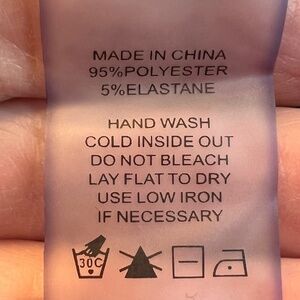 MADE IN CHINA
95%POLYESTER
5%ELASTANE
HAND WASH
COLD INSIDE OUT
DO NOT BLEACH
LAY FLAT TO DRY
USE LOW IRON
IF NECESSARY
30C